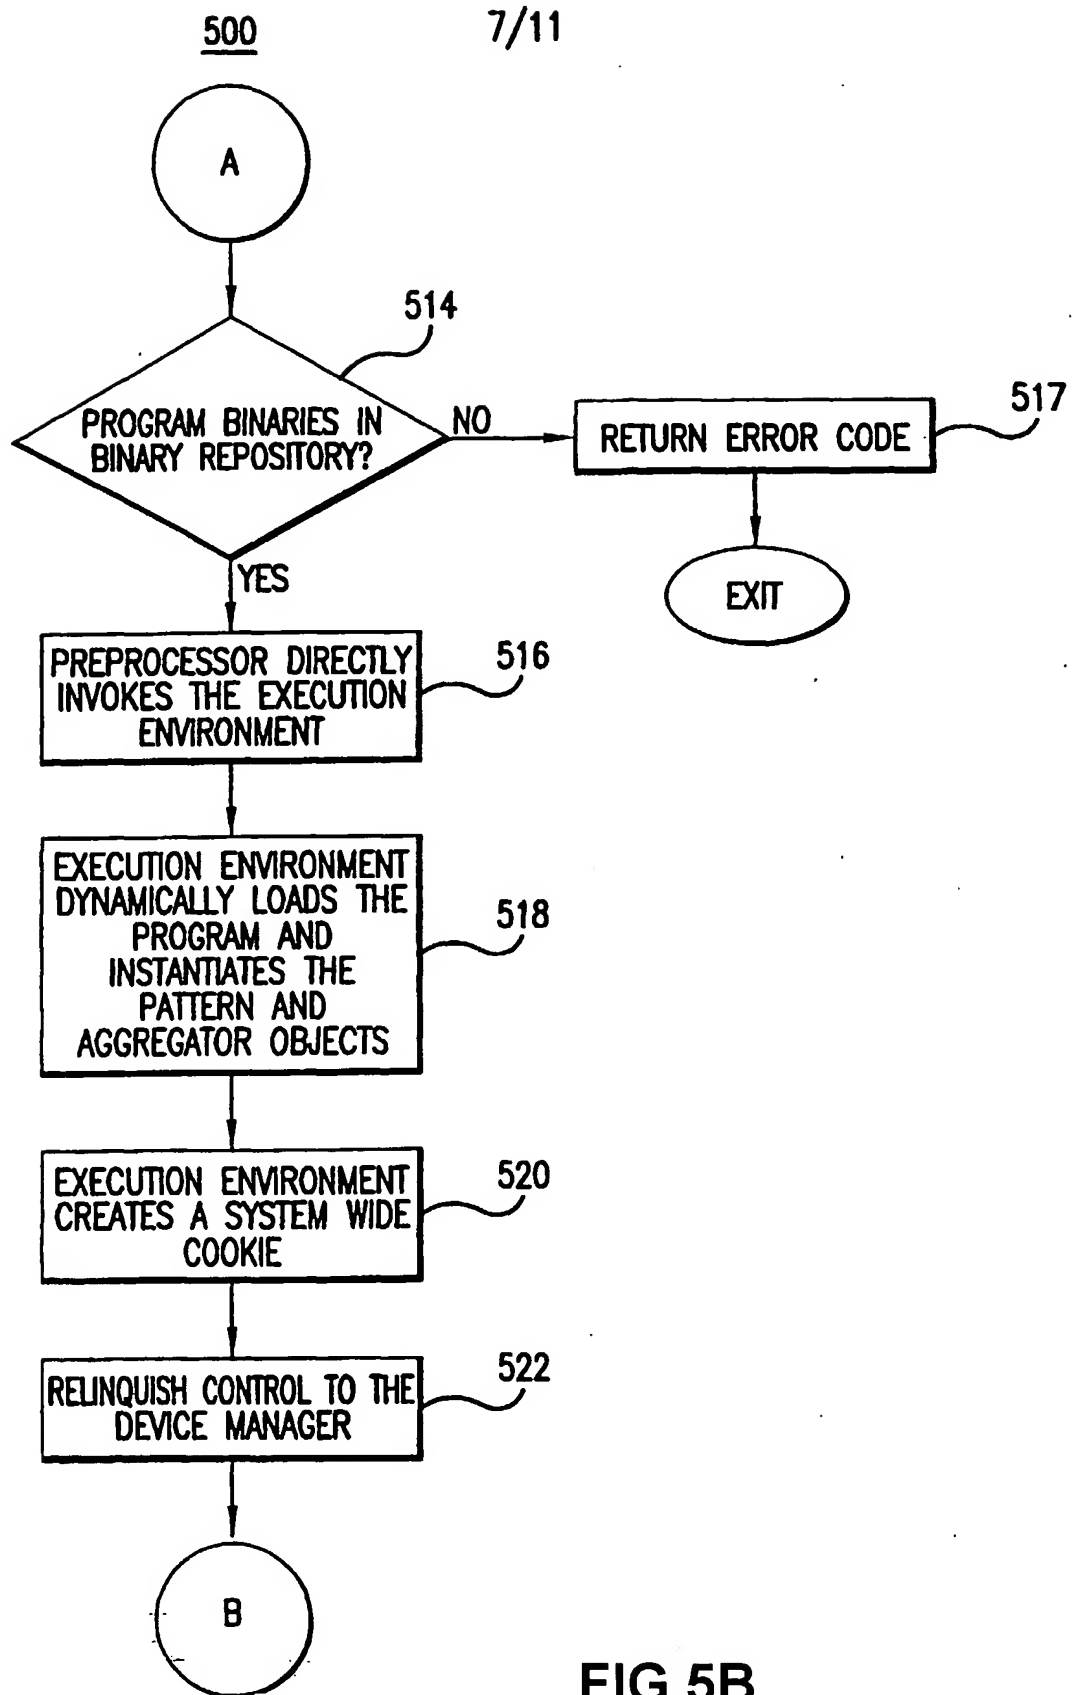 500
7/11
A
514
PROGRAM BINARIES IN
BINARY REPOSITORY?
NO
RETURN ERROR CODE
517
EXIT
YES
PREPROCESSOR DIRECTLY
INVOKES THE EXECUTION
ENVIRONMENT
516
EXECUTION ENVIRONMENT
DYNAMICALLY LOADS THE
PROGRAM AND
INSTANTIATES THE
PATTERN AND
AGGREGATOR OBJECTS
518
EXECUTION ENVIRONMENT
CREATES A SYSTEM WIDE
COOKIE
520
RELINQUISH CONTROL TO THE
DEVICE MANAGER
522
B
FIG.5B